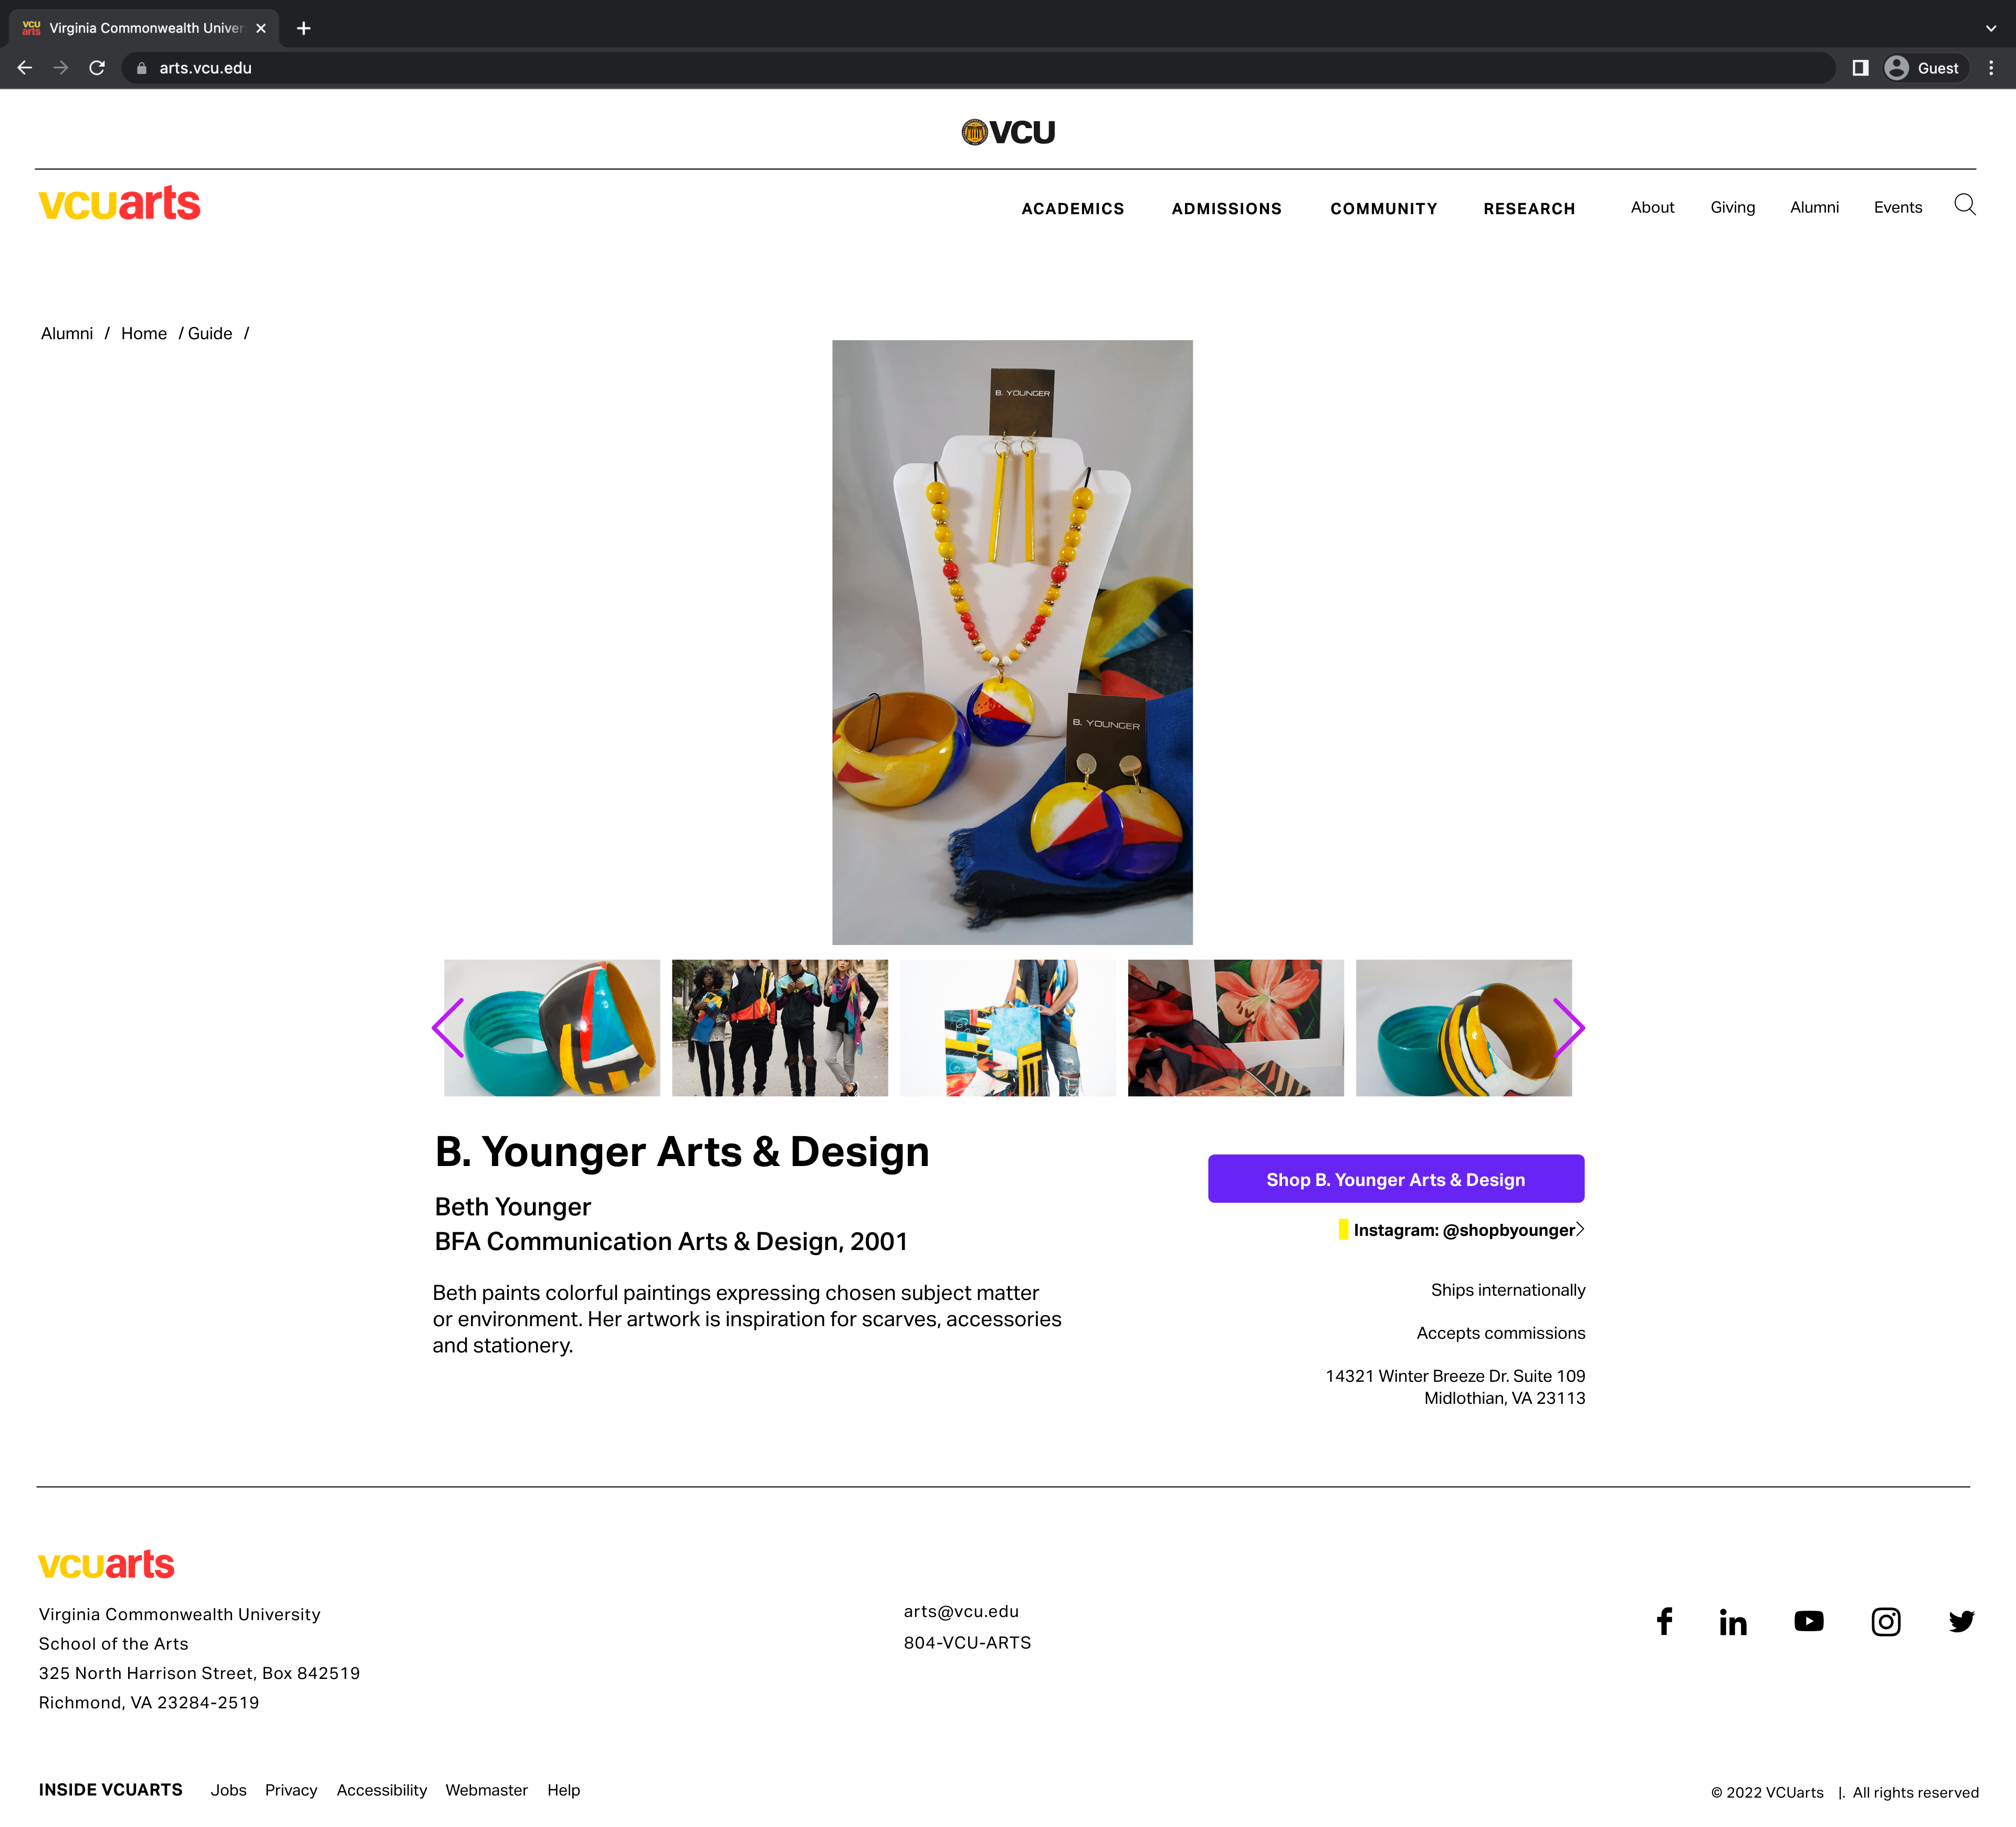 vcu
arts
Virginia Commonwealth Univer
arts.vcu.edu
Guest
VCU
vcuarts
ACADEMICS ADMISSIONS COMMUNITY RESEARCH About Giving Alumni Events
Alumni / Home / Guide /
B. YOUNGER
B. YOUNGER
B. Younger Arts & Design
Beth Younger
BFA Communication Arts & Design, 2001
Beth paints colorful paintings expressing chosen subject matter
or environment. Her artwork is inspiration for scarves, accessories
and stationery.
Shop B. Younger Arts & Design
Instagram: @shopbyounger
Ships internationally
Accepts commissions
14321 Winter Breeze Dr. Suite 109
Midlothian, VA 23113
vcuarts
Virginia Commonwealth University
School of the Arts
325 North Harrison Street, Box 842519
Richmond, VA 23284-2519
arts@vcu.edu
804-VCU-ARTS
f in
INSIDE VCUARTS Jobs Privacy Accessibility Webmaster Help
© 2022 VCUarts |. All rights reserved